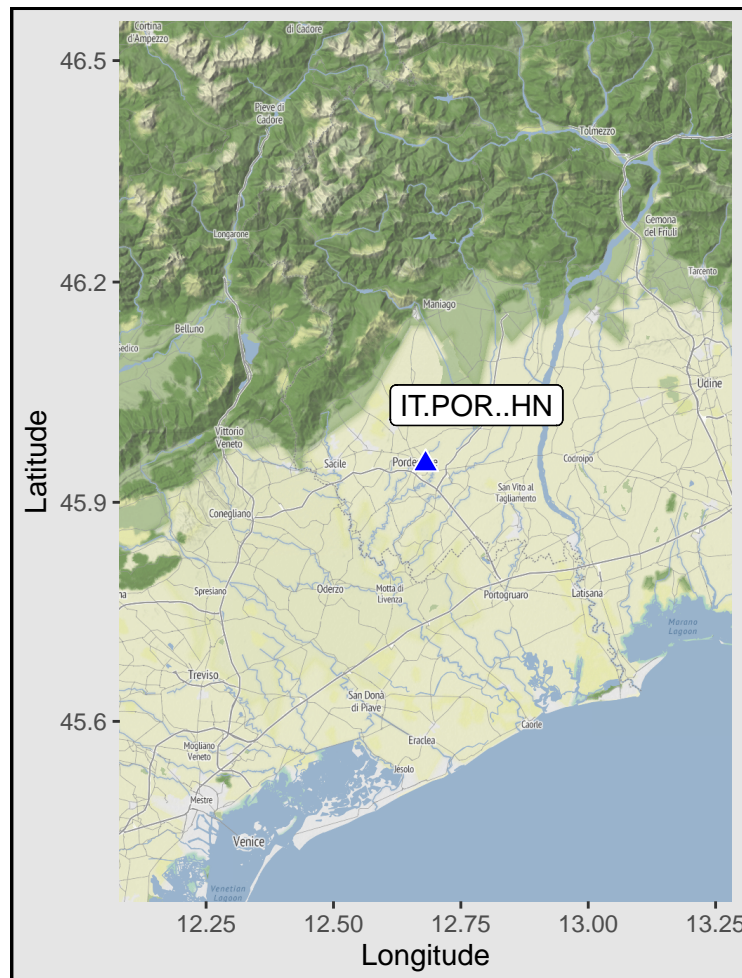 Cortina
d'Ampezzo
di Cadore
46.5
Pieve di
Cadore
Tolmezzo
Longarone
Gemona
del Friuli
Tarcento
46.2
Maniago
Belluno
Sedico
Udine
IT.POR..HN
Vittorio
Veneto
Sacile
Codroipo
45.9
San Vito al
Tagliamento
Conegliano
Spresiano
Oderzo
Motta di
Livenza
Portogruaro
Latisana
Marano
Lagoon
Treviso
San Donà
di Piave
45.6
Caorle
Eraclea
Mogliano
Veneto
Jesolo
Mestre
Venice
Venetian
Lagoon
12.25
12.50
12.75
13.00
13.25
Longitude
Latitude